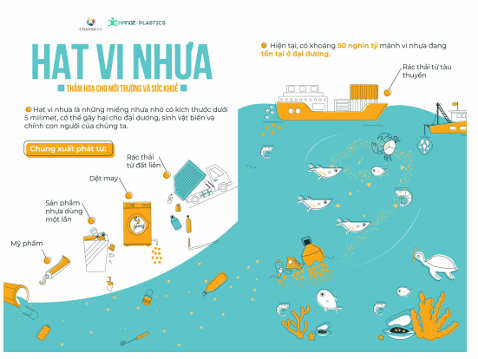 CHANGE VN
CHANGE-PLASTICS
HẠT VI NHỰA
THẢM HOẠ CHO MÔI TRƯỜNG VÀ SỨC KHOẺ
Hạt vi nhựa là những miếng nhựa nhỏ có kích thước dưới
5 milimet, có thể gây hại cho đại dương, sinh vật biển và
chính con người của chúng ta.
Chúng xuất phát từ:
Mỹ phẩm
Sản phẩm
nhựa dùng
một lần
Dệt may
Rác thải
từ đất liền
Hiện tại, có khoảng 50 nghìn tỷ mảnh vi nhựa đang
tồn tại ở đại dương.
Rác thải từ tàu
thuyền